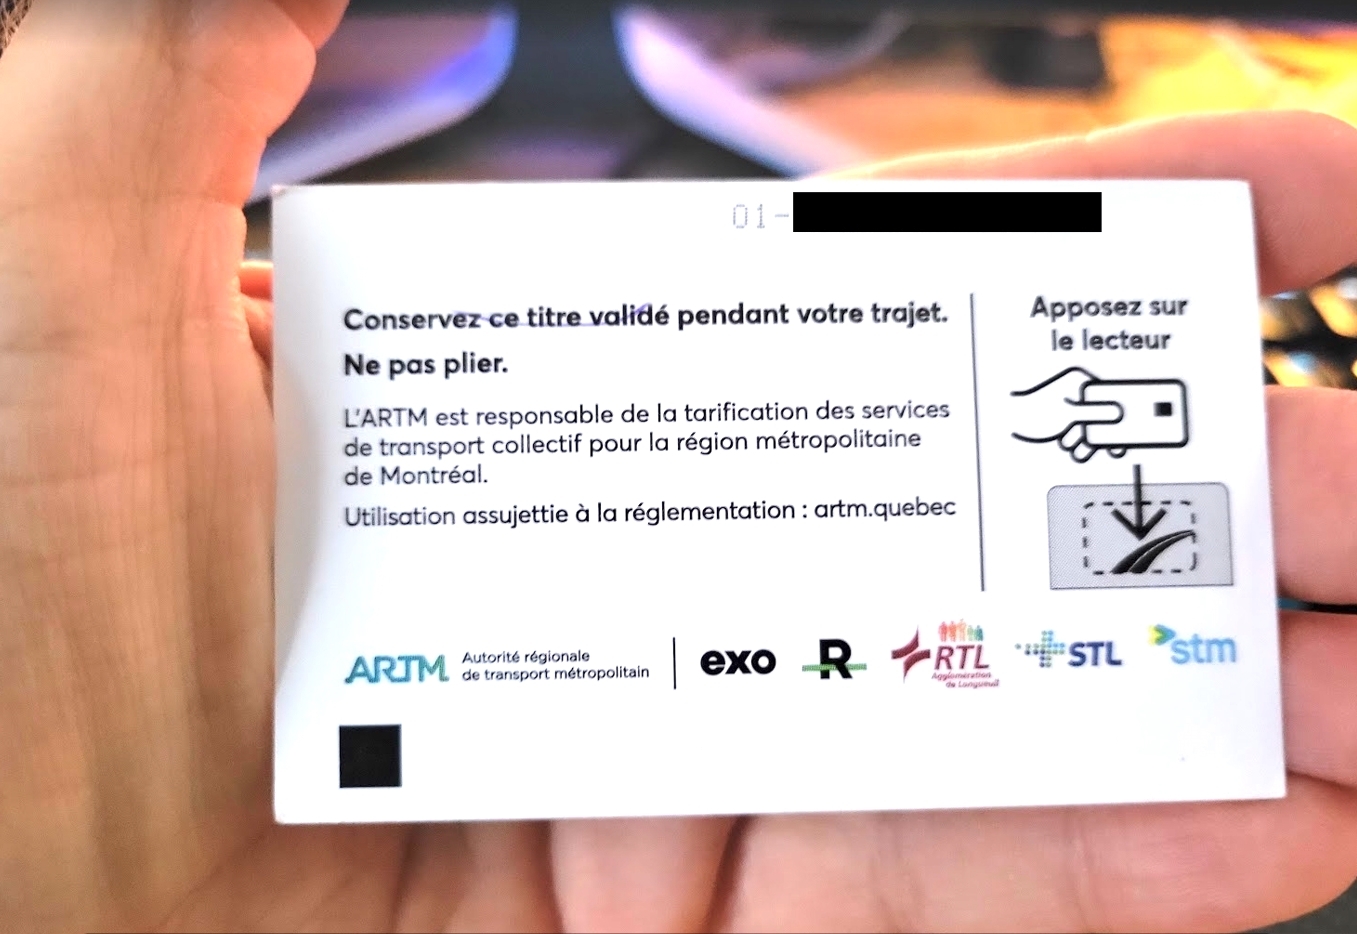 01-
Conservez ce titre validé pendant votre trajet.
Ne pas plier.
L'ARTM est responsable de la tarification des services
de transport collectif pour la région métropolitaine
de Montréal.
Utilisation assujettie à la réglementation : artm.quebec
Apposez sur
le lecteur
ARTM
Autorité régionale
de transport métropolitain
exo
R
RTL
Agglomération
de Longueuil
STL
stm